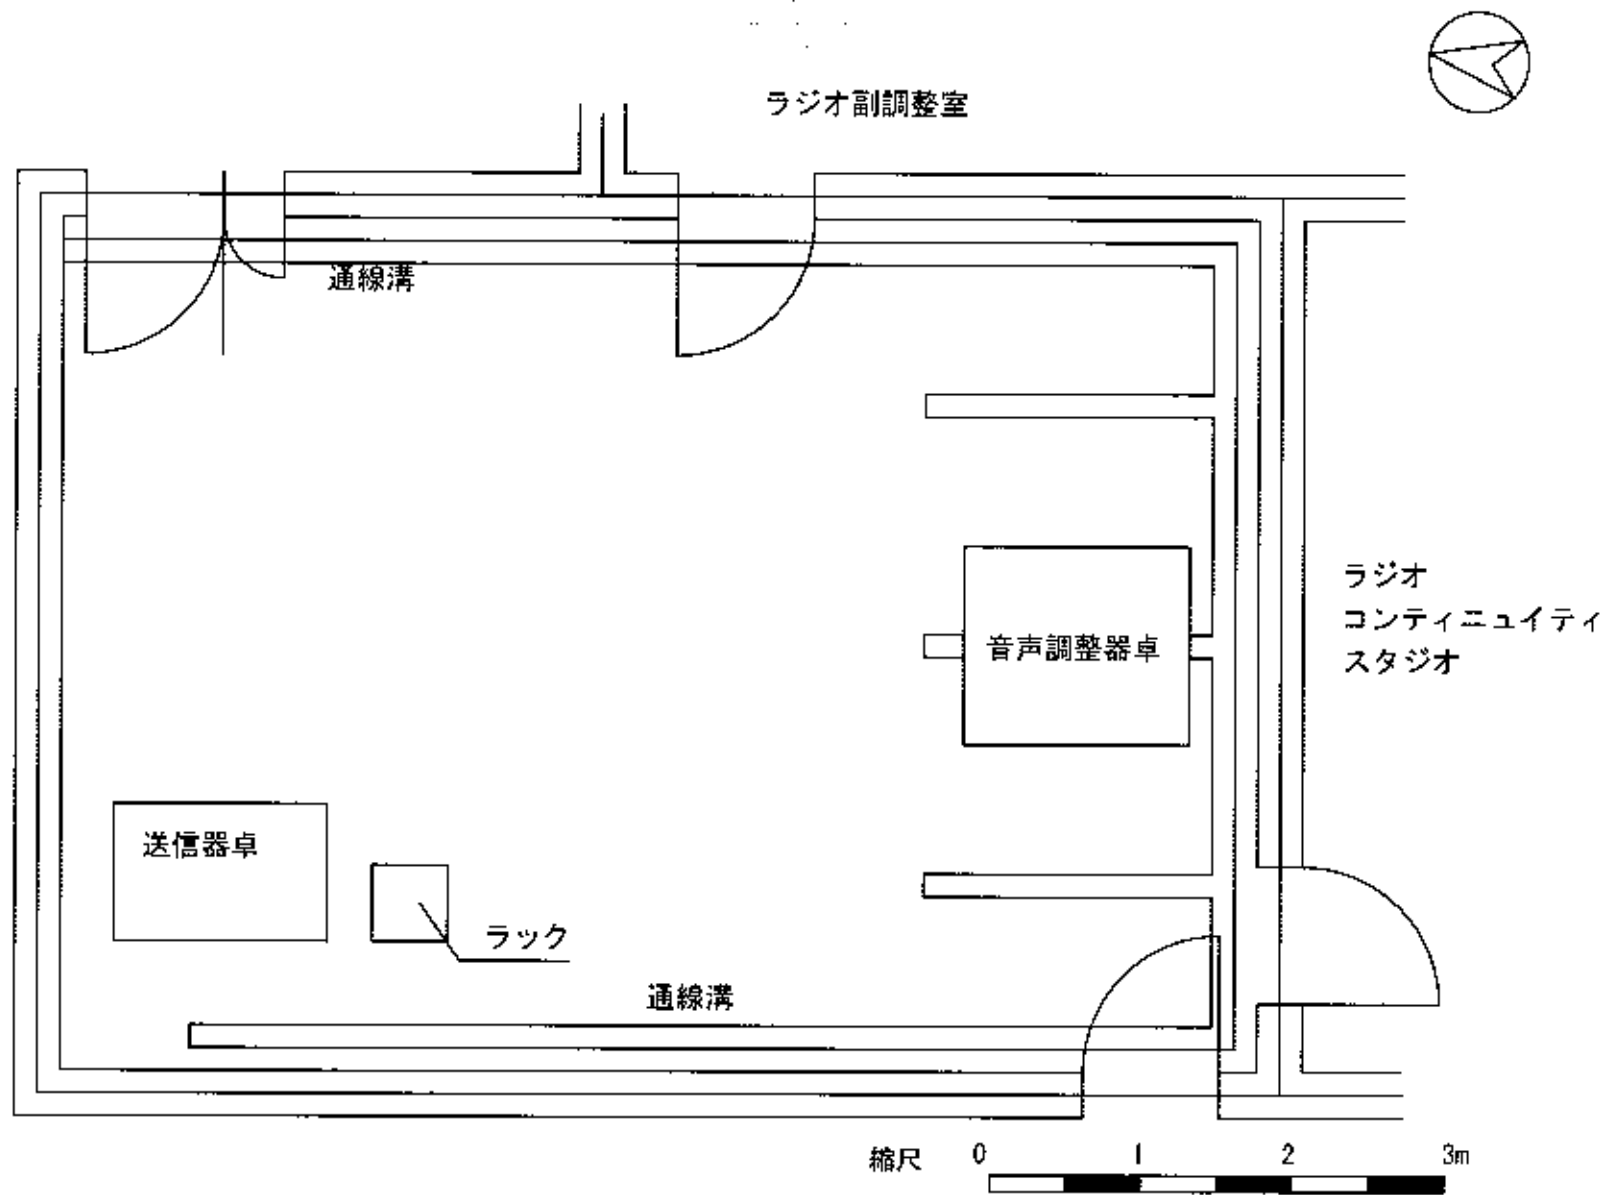 ラジオ副調整室
通線溝
ラジオ
コンティニュイティ
スタジオ
音声調整器卓
送信器卓
ラック
通線溝
縮尺 0 1 2 3m